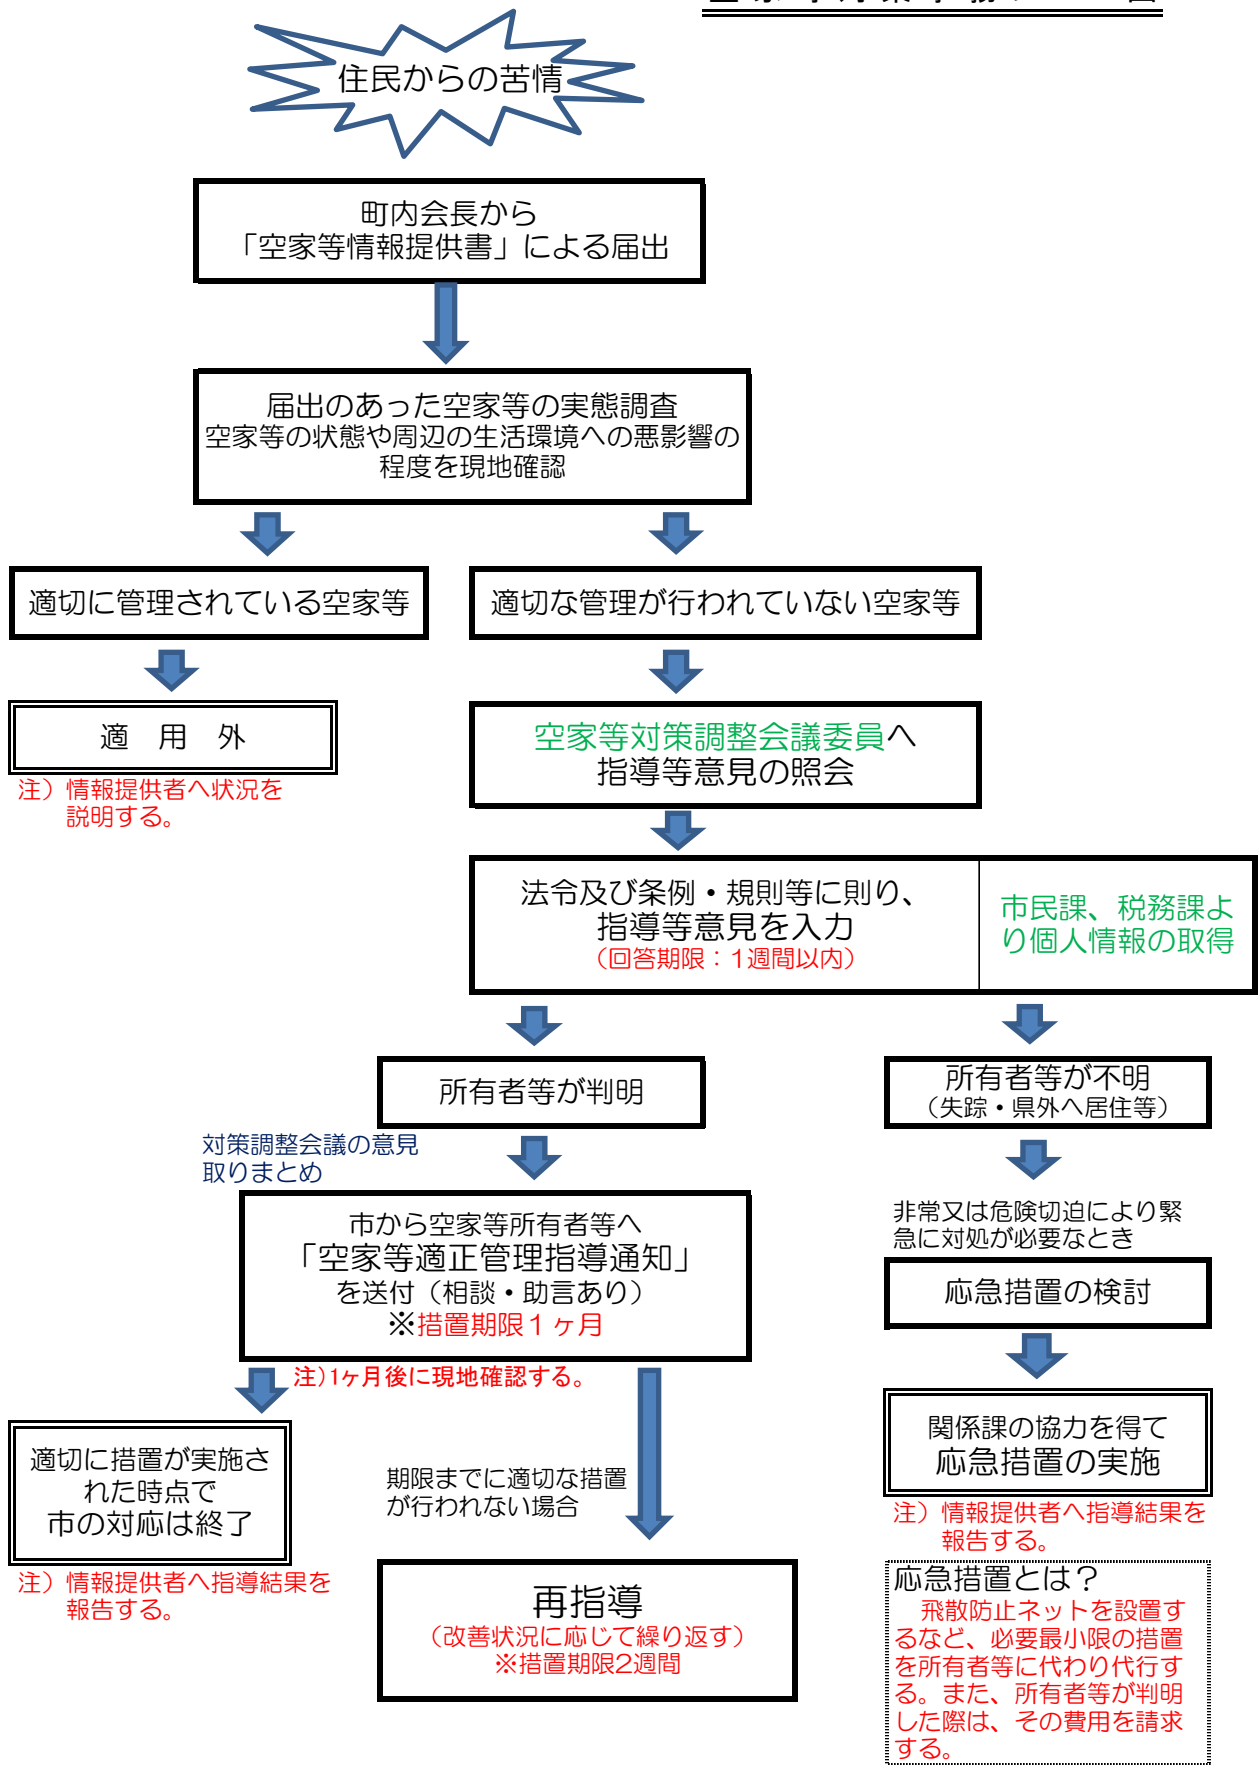 住民からの苦情
町内会長から
「空家等情報提供書」による届出
届出のあった空家等の実態調査
空家等の状態や周辺の生活環境への悪影響の
程度を現地確認
適切に管理されている空家等
適切な管理が行われていない空家等
適　用　外
注）情報提供者へ状況を
説明する。
空家等対策調整会議委員へ
指導等意見の照会
法令及び条例・規則等に則り、
指導等意見を入力
（回答期限：1週間以内）
市民課、税務課よ
り個人情報の取得
所有者等が判明
所有者等が不明
（失踪・県外へ居住等）
対策調整会議の意見
取りまとめ
市から空家等所有者等へ
「空家等適正管理指導通知」
を送付（相談・助言あり）
※措置期限１ヶ月
注）1ヶ月後に現地確認する。
非常又は危険切迫により緊
急に対処が必要なとき
応急措置の検討
適切に措置が実施さ
れた時点で
市の対応は終了
注）情報提供者へ指導結果を
報告する。
期限までに適切な措置
が行われない場合
再指導
（改善状況に応じて繰り返す）
※措置期限2週間
関係課の協力を得て
応急措置の実施
注）情報提供者へ指導結果を
報告する。
応急措置とは？
飛散防止ネットを設置す
るなど、必要最小限の措置
を所有者等に代わり代行す
る。また、所有者等が判明
した際は、その費用を請求
する。